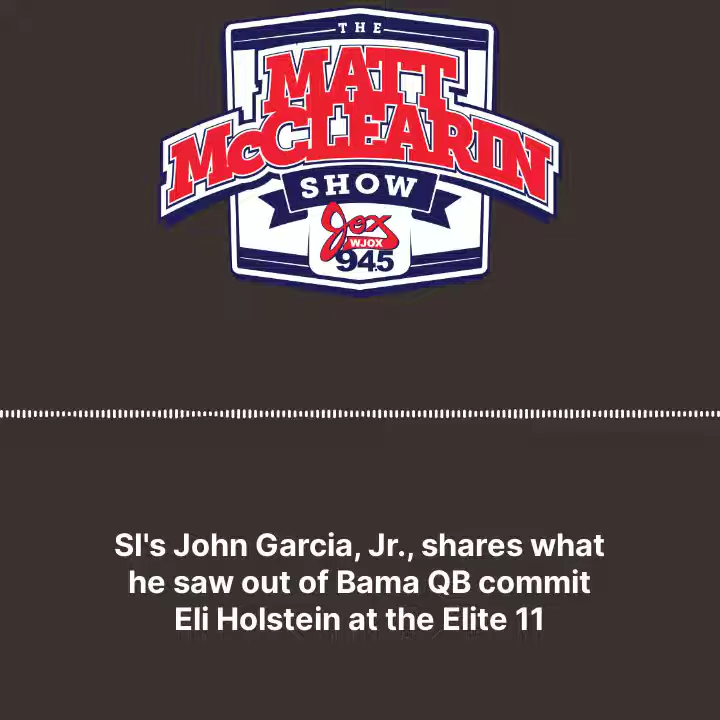 THE
MATT
McCLEARIN
SHOW
Jox
WJOX
94.5
SI's John Garcia, Jr., shares what
he saw out of Bama QB commit
Eli Holstein at the Elite 11